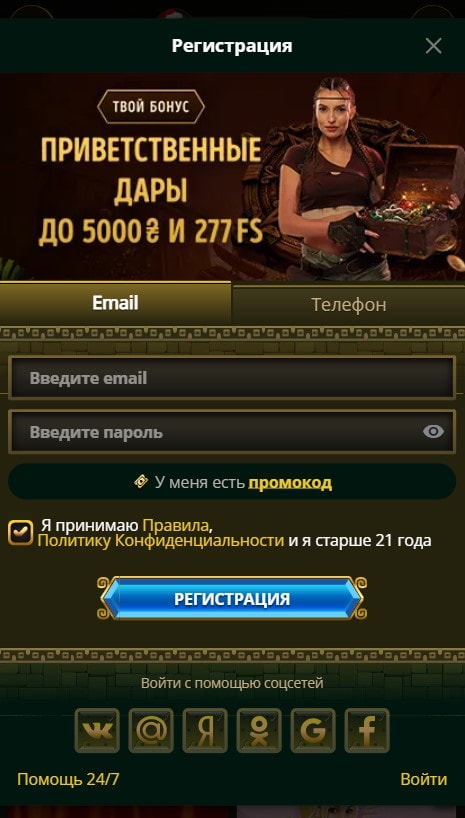 Регистрация
ТВОЙ БОНУС
ПРИВЕТСТВЕННЫЕ
ДАРЫ
ДО 5000₴ И 277 FS
Email
Телефон
Введите email
Введите пароль
У меня есть промокод
Я принимаю Правила,
Политику Конфиденциальности и я старше 21 года
РЕГИСТРАЦИЯ
Войти с помощью соцсетей
Помощь 24/7
Войти